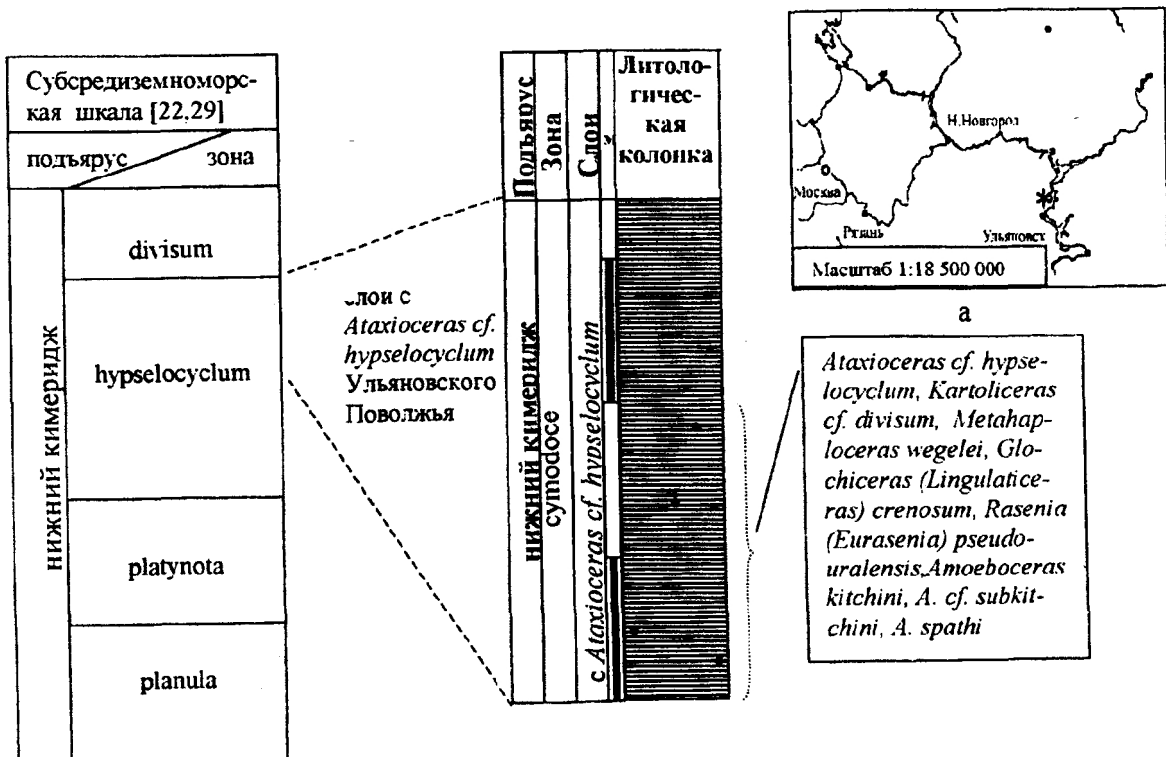 Субсредиземноморс-
кая шкала [22,29]
подъярус зона
нижний кимеридж
divisum
hypselocyclum
platynota
planula
слои с
Ataxioceras cf.
hypselocyclum
Ульяновского
Поволжья
Подъярус
Зона
Слои
м
Литоло-
гичес-
кая
колонка
нижний кимеридж
cymodoce
с Ataxioceras cf. hypselocyclum
Н.Новгород
Москва
Рязань
Ульяновск
Масштаб 1:18 500 000
а
Ataxioceras cf. hypse-
locyclum, Kartoliceras
cf. divisum, Metahap-
loceras wegelei, Glo-
chiceras (Lingulatice-
ras) crenosum, Rasenia
(Eurasenia) pseudo-
uralensis,Amoeboceras
kitchini, A. cf. subkit-
chini, A. spathi